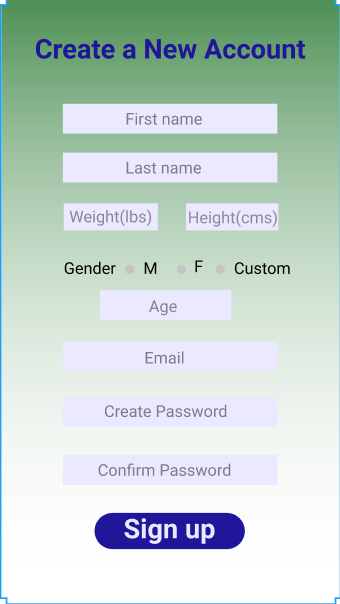 Create a New Account
First name
Last name
Weight(lbs) Height(cms)
Gender M F Custom
Age
Email
Create Password
Confirm Password
Sign up